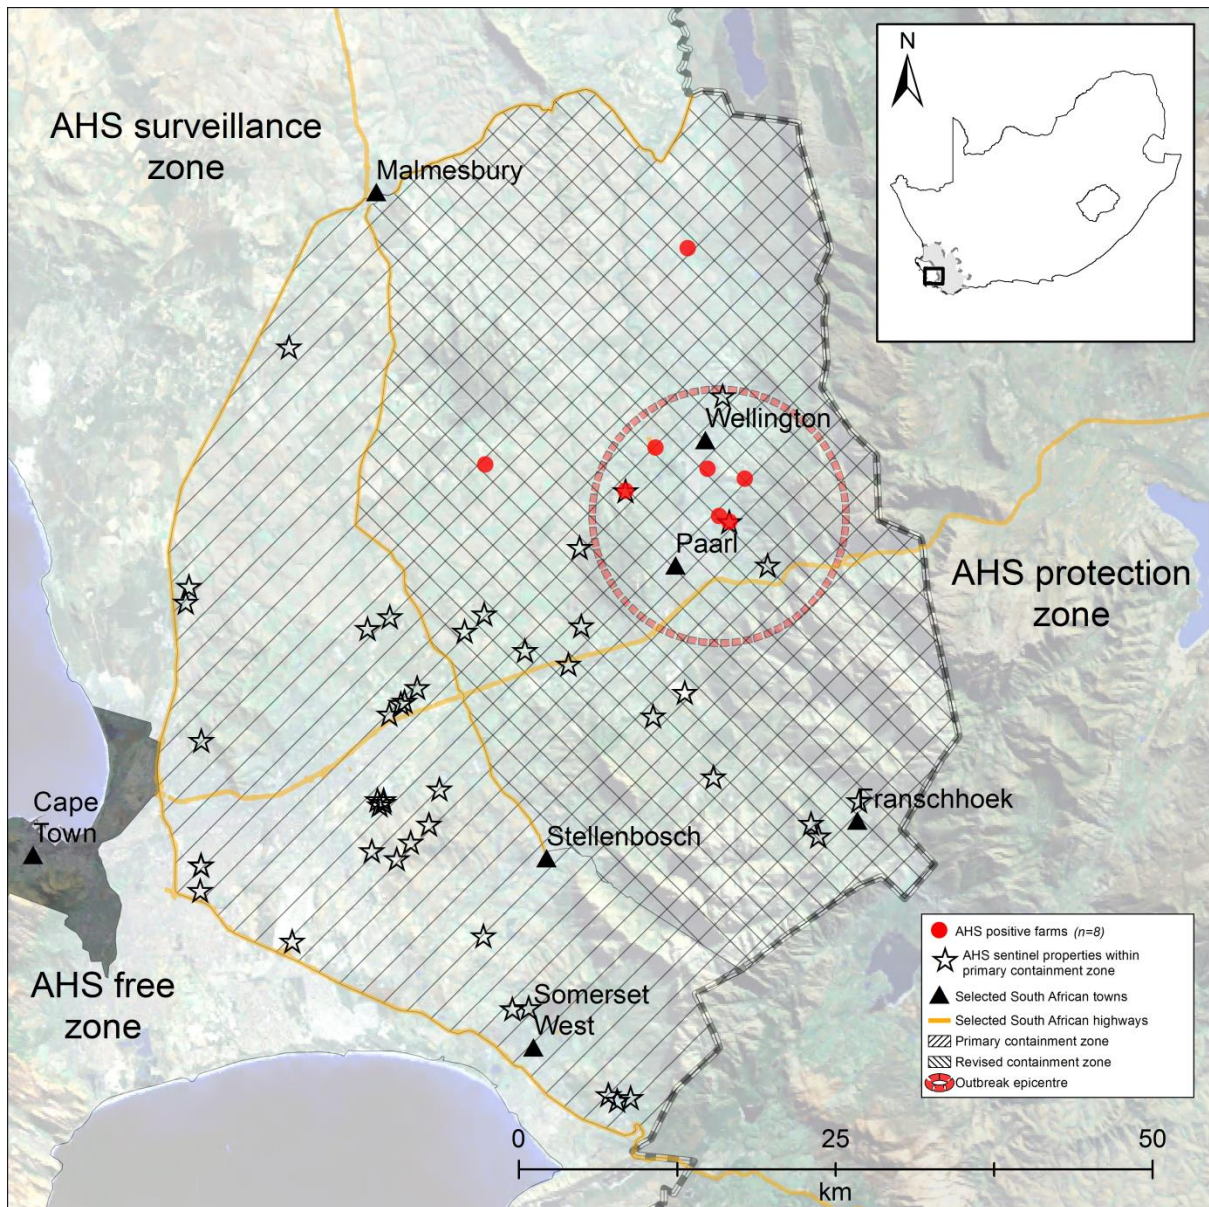 N
AHS surveillance
zone
Malmesbury
Wellington
Paarl
AHS protection
zone
Cape
Town
Franschhoek
Stellenbosch
AHS free
zone
Somerset
West
AHS positive farms (n=8)
AHS sentinel properties within
primary containment zone
Selected South African towns
Selected South African highways
Primary containment zone
Revised containment zone
Outbreak epicentre
0 25 50
km